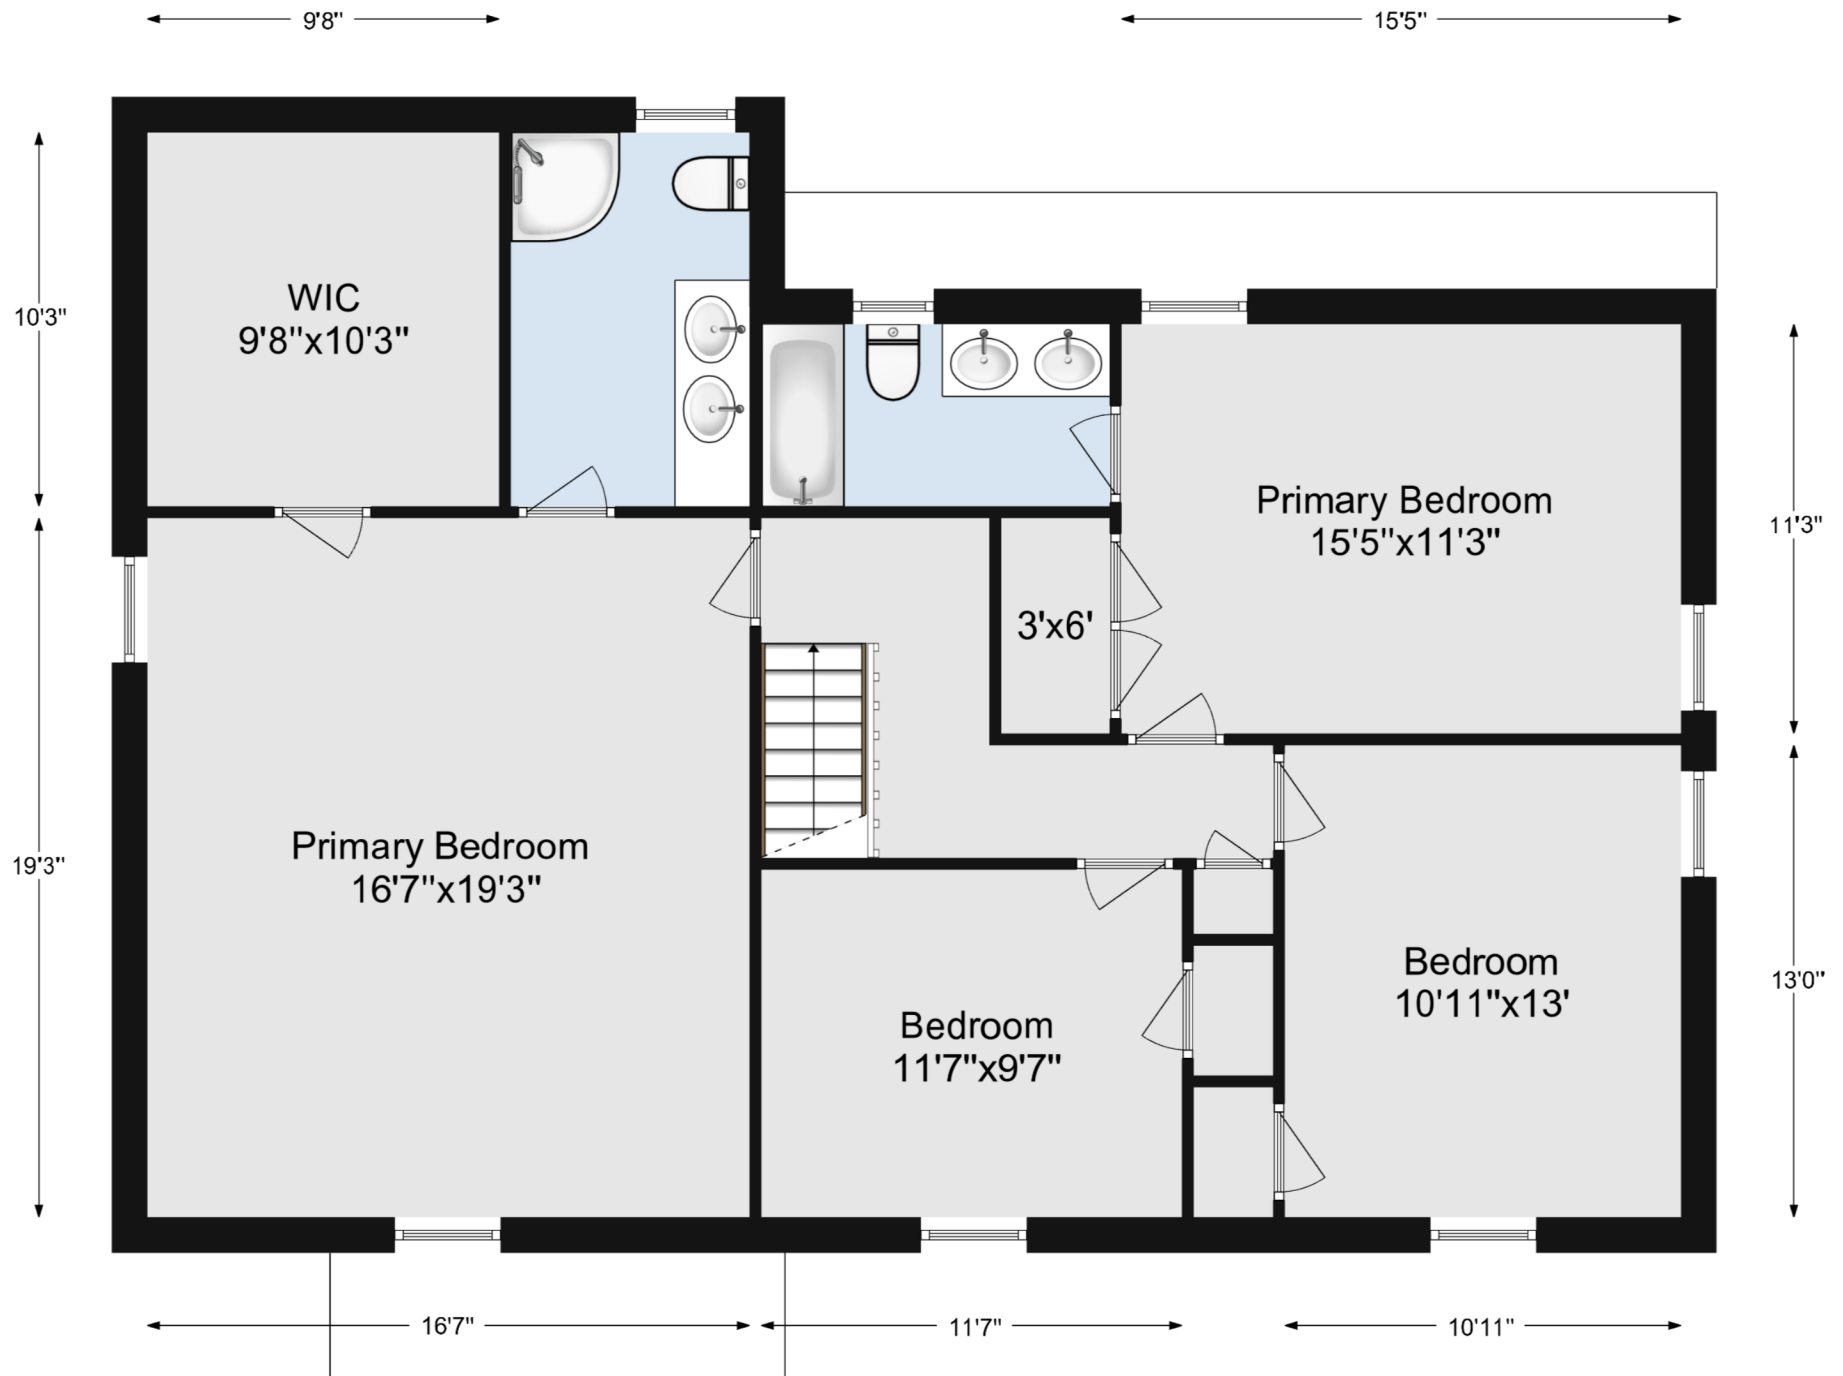 9'8"
15'5"
WIC
9'8"x10'3"
10'3"
Primary Bedroom
15'5"x11'3"
11'3"
3'x6'
Primary Bedroom
16'7"x19'3"
19'3"
Bedroom
10'11"x13'
13'0"
Bedroom
11'7"x9'7"
16'7"
11'7"
10'11"